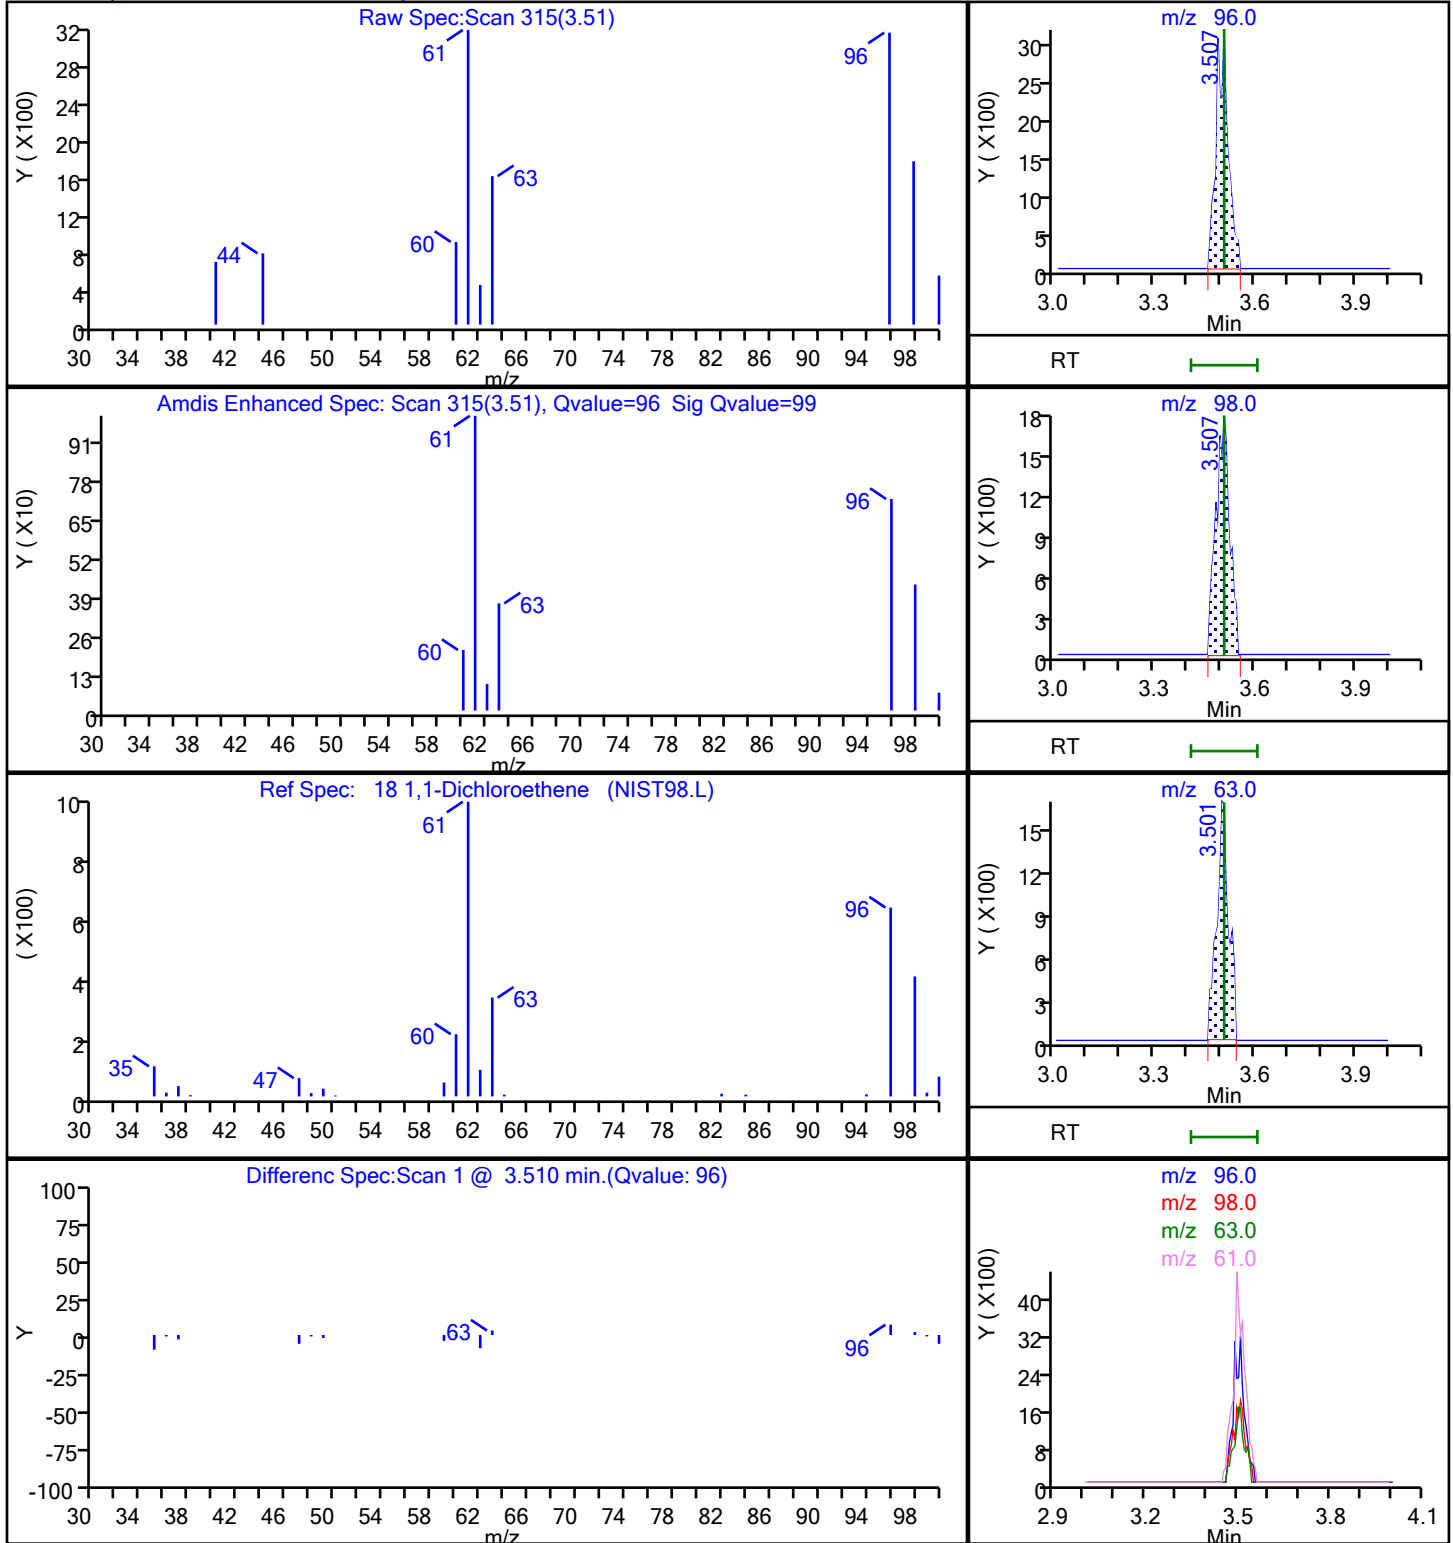 Raw Spec:Scan 315(3.51)
32
28
24
20
16
12
8
4
0
Y ( X100)
61
96
63
60
44
30 34 38 42 46 50 54 58 62 66 70 74 78 82 86 90 94 98
m/z
m/z 96.0
30
25
20
15
10
5
0
Y ( X100)
3.507
3.0 3.3 3.6 3.9
Min
RT
Amdis Enhanced Spec: Scan 315(3.51), Qvalue=96 Sig Qvalue=99
91
78
65
52
39
26
13
0
Y ( X10)
61
96
63
60
30 34 38 42 46 50 54 58 62 66 70 74 78 82 86 90 94 98
m/z
m/z 98.0
18
15
12
9
6
3
0
Y ( X100)
3.507
3.0 3.3 3.6 3.9
Min
RT
Ref Spec: 18 1,1-Dichloroethene (NIST98.L)
10
8
6
4
2
0
( X100)
61
96
63
60
35
47
30 34 38 42 46 50 54 58 62 66 70 74 78 82 86 90 94 98
m/z
m/z 63.0
15
12
9
6
3
0
Y ( X100)
3.501
3.0 3.3 3.6 3.9
Min
RT
Differenc Spec:Scan 1 @ 3.510 min.(Qvalue: 96)
100
75
50
25
0
-25
-50
-75
-100
Y
63
96
30 34 38 42 46 50 54 58 62 66 70 74 78 82 86 90 94 98
m/z
m/z 96.0
m/z 98.0
m/z 63.0
m/z 61.0
40
32
24
16
8
0
Y ( X100)
2.9 3.2 3.5 3.8 4.1
Min